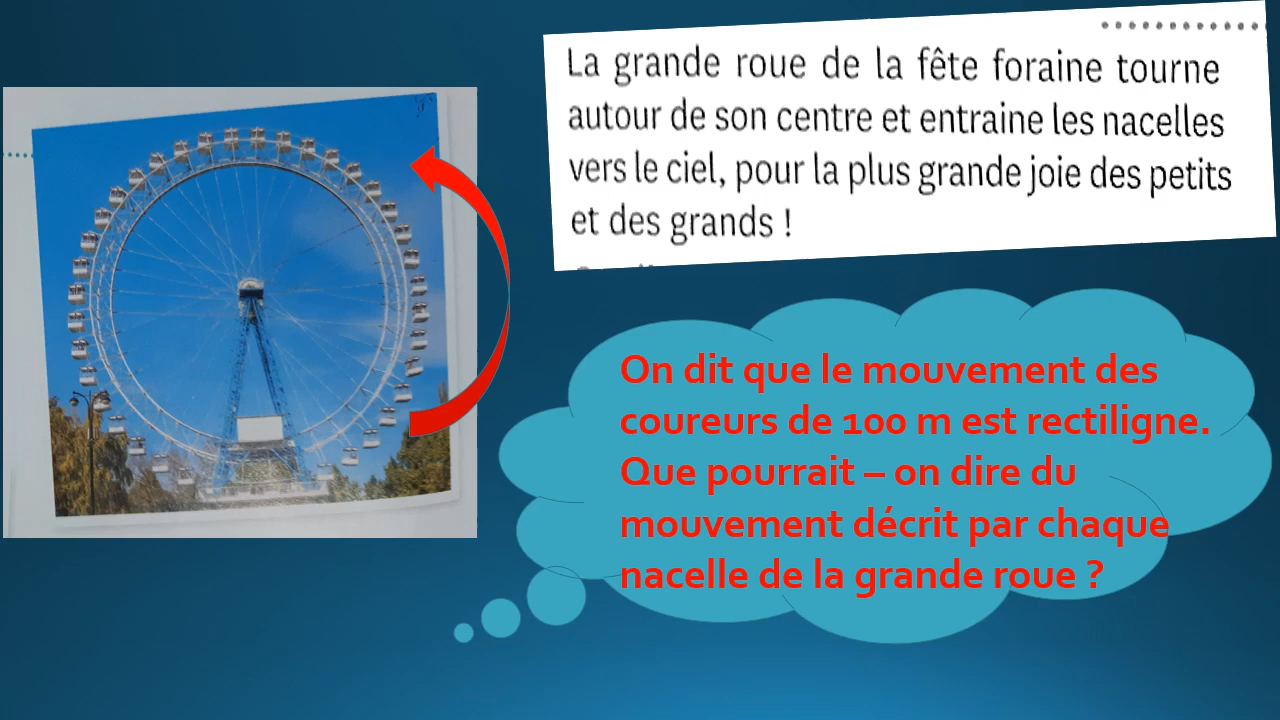 La grande roue de la fête foraine tourne
autour de son centre et entraine les nacelles
vers le ciel, pour la plus grande joie des petits
et des grands !
On dit que le mouvement des
coureurs de 100 m est rectiligne.
Que pourrait – on dire du
mouvement décrit par chaque
nacelle de la grande roue ?